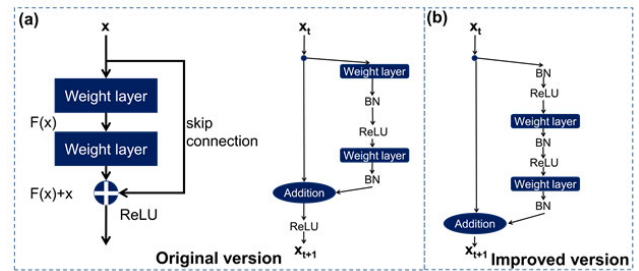 (a)
x
Weight layer
F(x)
Weight layer
skip
connection
F(x)+x
ReLU
xt
Weight layer
BN
ReLU
Weight layer
BN
Addition
ReLU
xt+1
Original version
(b)
xt
BN
ReLU
Weight layer
BN
ReLU
Weight layer
BN
Addition
xt+1
Improved version